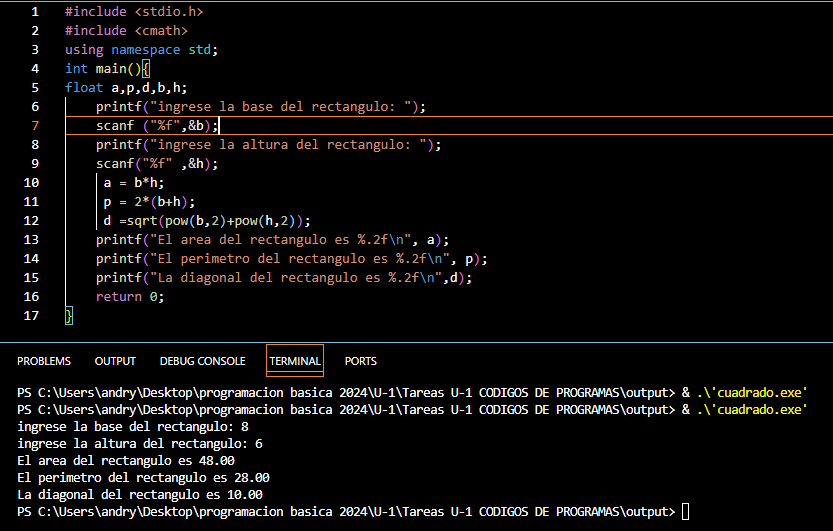 1 #include <stdio.h>
2 #include <cmath>
3 using namespace std;
4 int main(){
5 float a,p,d,b,h;
6 printf("ingrese la base del rectangulo: ");
7 scanf ("%f",&b);
8 printf("ingrese la altura del rectangulo: ");
9 scanf("%f" ,&h);
10 a = b*h;
11 p = 2*(b+h);
12 d =sqrt(pow(b,2)+pow(h,2));
13 printf("El area del rectangulo es %.2f\n", a);
14 printf("El perimetro del rectangulo es %.2f\n", p);
15 printf("La diagonal del rectangulo es %.2f\n",d);
16 return 0;
17 }
PROBLEMS OUTPUT DEBUG CONSOLE TERMINAL PORTS
PS C:\Users\andry\Desktop\programacion basica 2024\U-1\Tareas U-1 CODIGOS DE PROGRAMAS\output> & .\'cuadrado.exe'
PS C:\Users\andry\Desktop\programacion basica 2024\U-1\Tareas U-1 CODIGOS DE PROGRAMAS\output> & .\'cuadrado.exe'
ingrese la base del rectangulo: 8
ingrese la altura del rectangulo: 6
El area del rectangulo es 48.00
El perimetro del rectangulo es 28.00
La diagonal del rectangulo es 10.00
PS C:\Users\andry\Desktop\programacion basica 2024\U-1\Tareas U-1 CODIGOS DE PROGRAMAS\output>